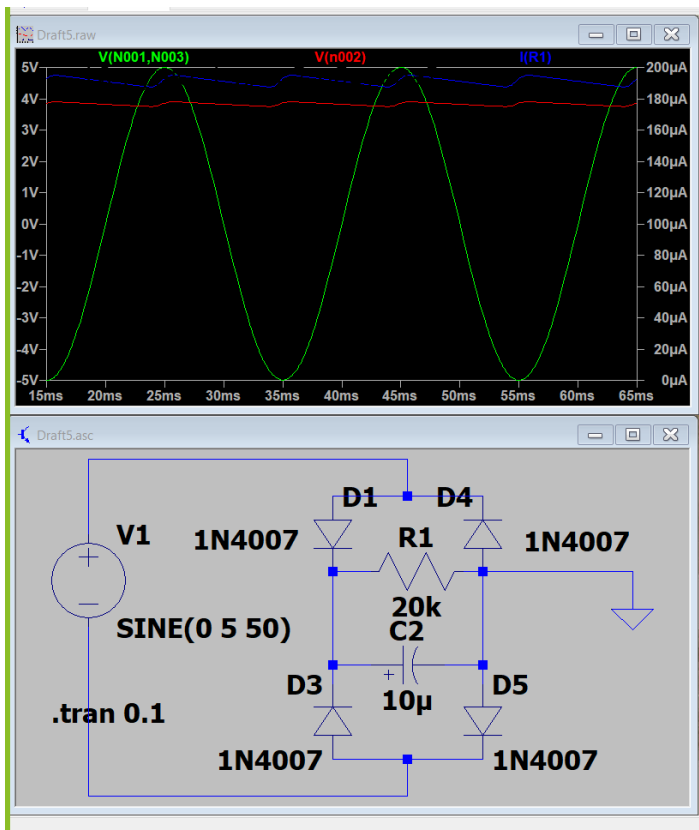 Draft5.raw
V(N001,N003) V(n002) I(R1)
5V 200µA
4V 180µA
3V 160µA
2V 140µA
1V 120µA
0V 100µA
-1V 80µA
-2V 60µA
-3V 40µA
-4V 20µA
-5V 0µA
15ms 20ms 25ms 30ms 35ms 40ms 45ms 50ms 55ms 60ms 65ms
Draft5.asc
D1 D4
V1 1N4007 R1 1N4007
20k
SINE(0 5 50) C2
D3 D5
.tran 0.1 10µ
1N4007 1N4007